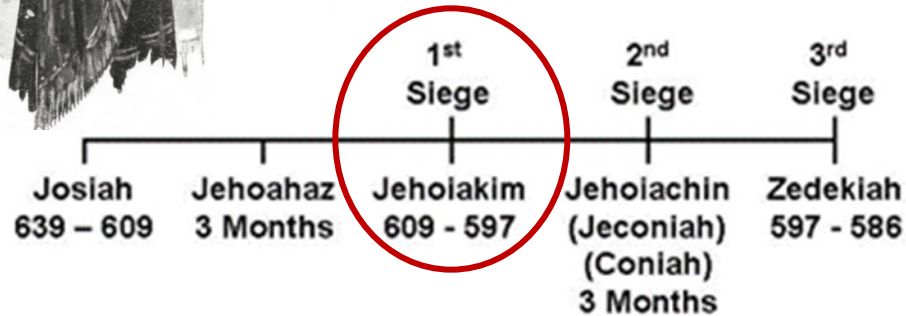 1st
Siege
2nd
Siege
3rd
Siege
Josiah
639 – 609
Jehoahaz
3 Months
Jehoiakim
609 - 597
Jehoiachin
(Jeconiah)
(Coniah)
3 Months
Zedekiah
597 - 586